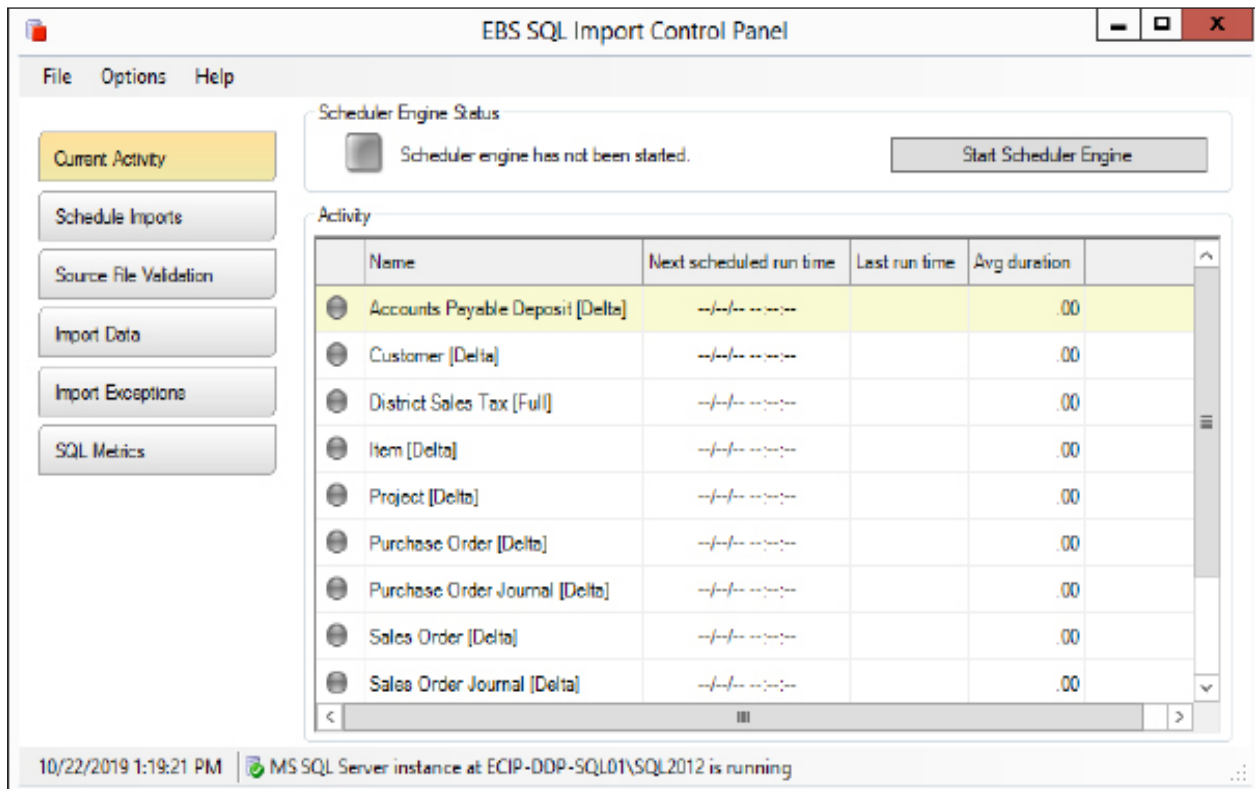 EBS SQL Import Control Panel
File Options Help
Current Activity
Schedule Imports
Source File Validation
Import Data
Import Exceptions
SQL Metrics
Scheduler Engine Status
Scheduler engine has not been started.
Start Scheduler Engine
Activity
Name Next scheduled run time Last run time Avg duration
Accounts Payable Deposit [Delta] --/--/-- --:--:-- .00
Customer [Delta] --/--/-- --:--:-- .00
District Sales Tax [Full] --/--/-- --:--:-- .00
Item [Delta] --/--/-- --:--:-- .00
Project [Delta] --/--/-- --:--:-- .00
Purchase Order [Delta] --/--/-- --:--:-- .00
Purchase Order Journal [Delta] --/--/-- --:--:-- .00
Sales Order [Delta] --/--/-- --:--:-- .00
Sales Order Journal [Delta] --/--/-- --:--:-- .00
10/22/2019 1:19:21 PM MS SQL Server instance at ECIP-DDP-SQL01\SQL2012 is running